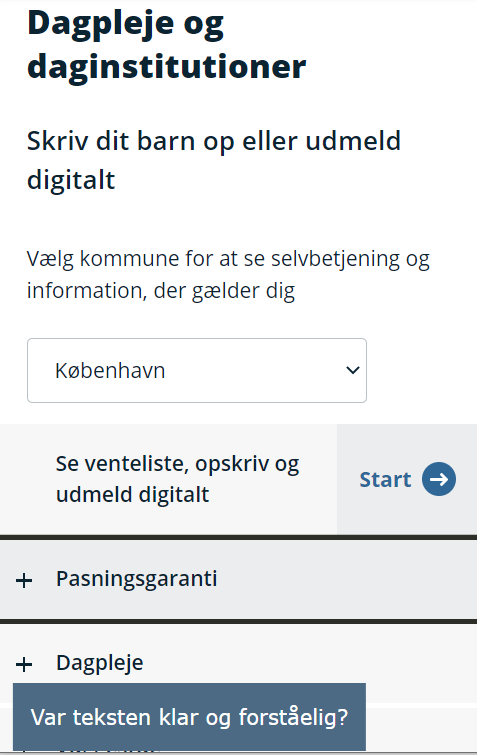 Dagpleje og
daginstitutioner
Skriv dit barn op eller udmeld
digitalt
Vælg kommune for at se selvbetjening og
information, der gælder dig
København
Se venteliste, opskriv og
udmeld digitalt
Start
Pasningsgaranti
Dagpleje
Var teksten klar og forståelig?